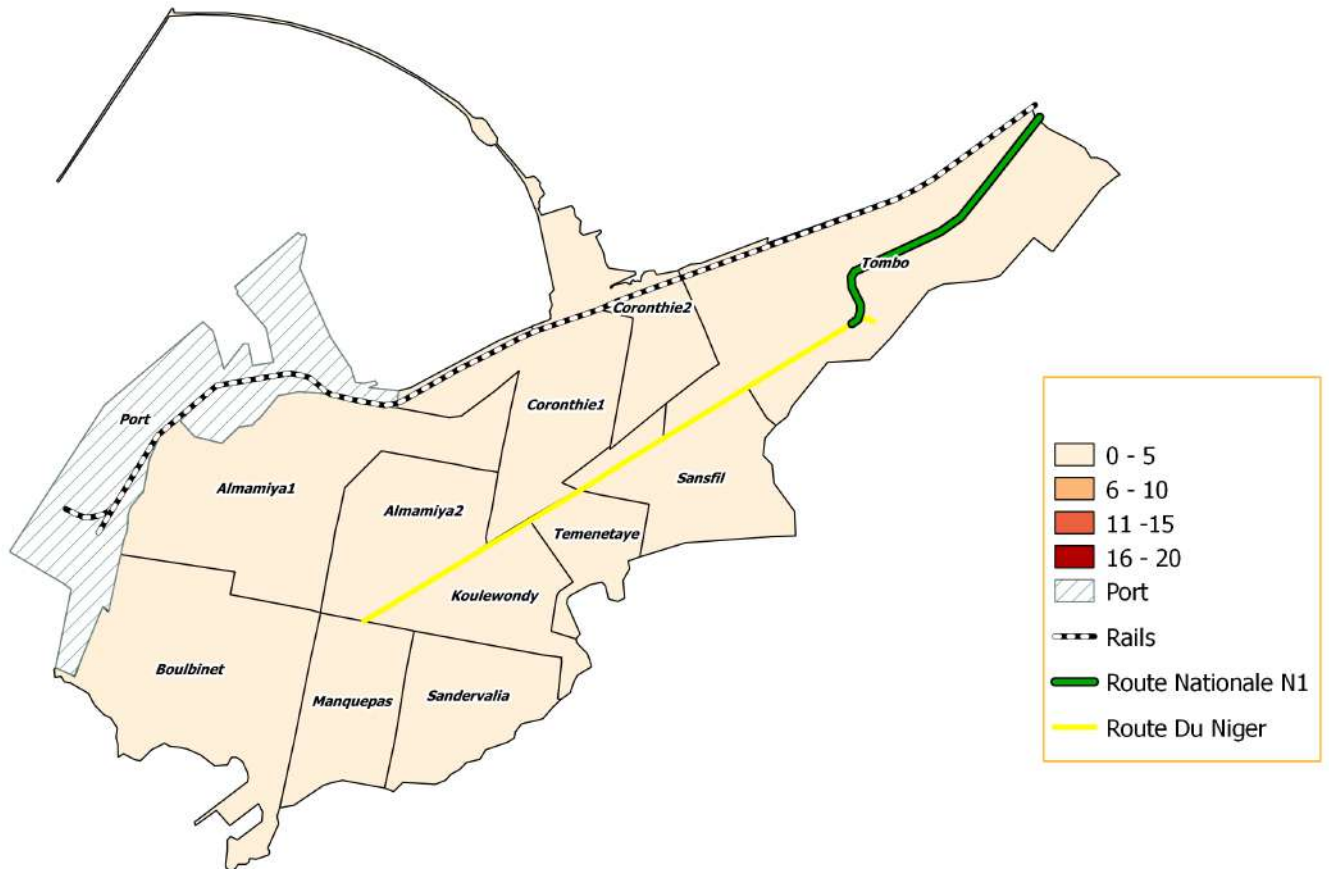 Tombo
Coronthie2
Coronthie1
Port
Almamiya1
Sansfil
Almamiya2
Temenetaye
Koulewondy
Boulbinet
Manquepas
Sandervalia
0 - 5
6 - 10
11 -15
16 - 20
Port
Rails
Route Nationale N1
Route Du Niger